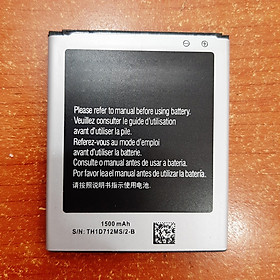 Please refer to manual before using battery.
Veuillez consulter le guide d'utilisation
avant d'utiliser la pile.
Referez-vous au mode d'emploi
avant d'utiliser la batterie.
Consulte o manual antes de usar a bateria.
Por favor lea el manual antes de utilizar la batería.
请按照说明书指示使用电池.
1500 mAh
S/N: TH1D712MS/2-B